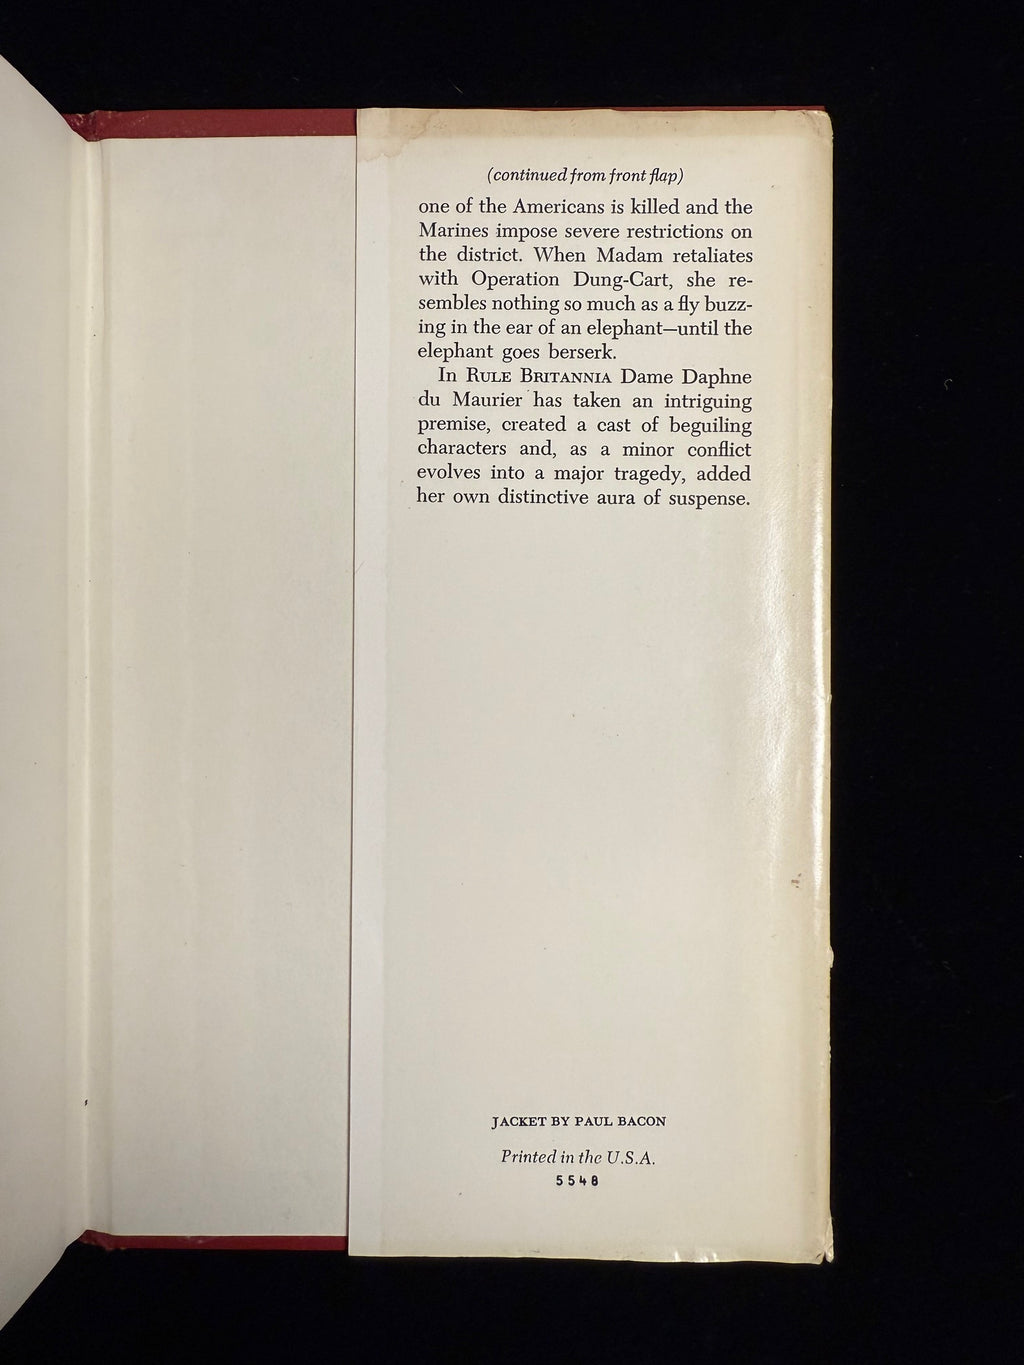 (continued from front flap)
one of the Americans is killed and the
Marines impose severe restrictions on
the district. When Madam retaliates
with Operation Dung-Cart, she re-
sembles nothing so much as a fly buzz-
ing in the ear of an elephant—until the
elephant goes berserk.
In RULE BRITANNIA Dame Daphne
du Maurier has taken an intriguing
premise, created a cast of beguiling
characters and, as a minor conflict
evolves into a major tragedy, added
her own distinctive aura of suspense.
JACKET BY PAUL BACON
Printed in the U.S.A.
5548